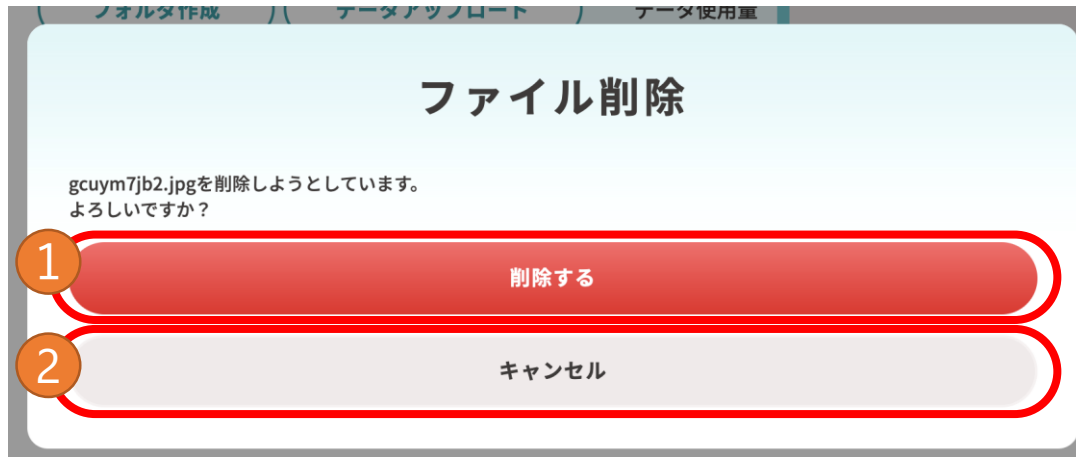 フォルダ作成 データアップロード データ使用量
ファイル削除
gcuym7jb2.jpgを削除しようとしています。
よろしいですか？
1
削除する
2
キャンセル